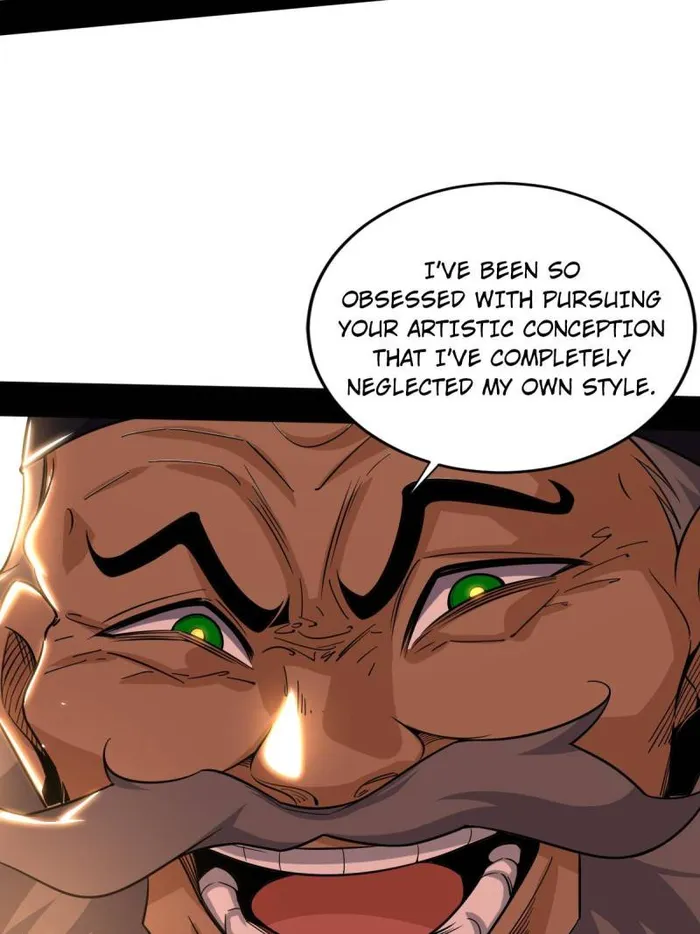 I'VE BEEN SO
OBSESSED WITH PURSUING
YOUR ARTISTIC CONCEPTION
THAT I'VE COMPLETELY
NEGLECTED MY OWN STYLE.